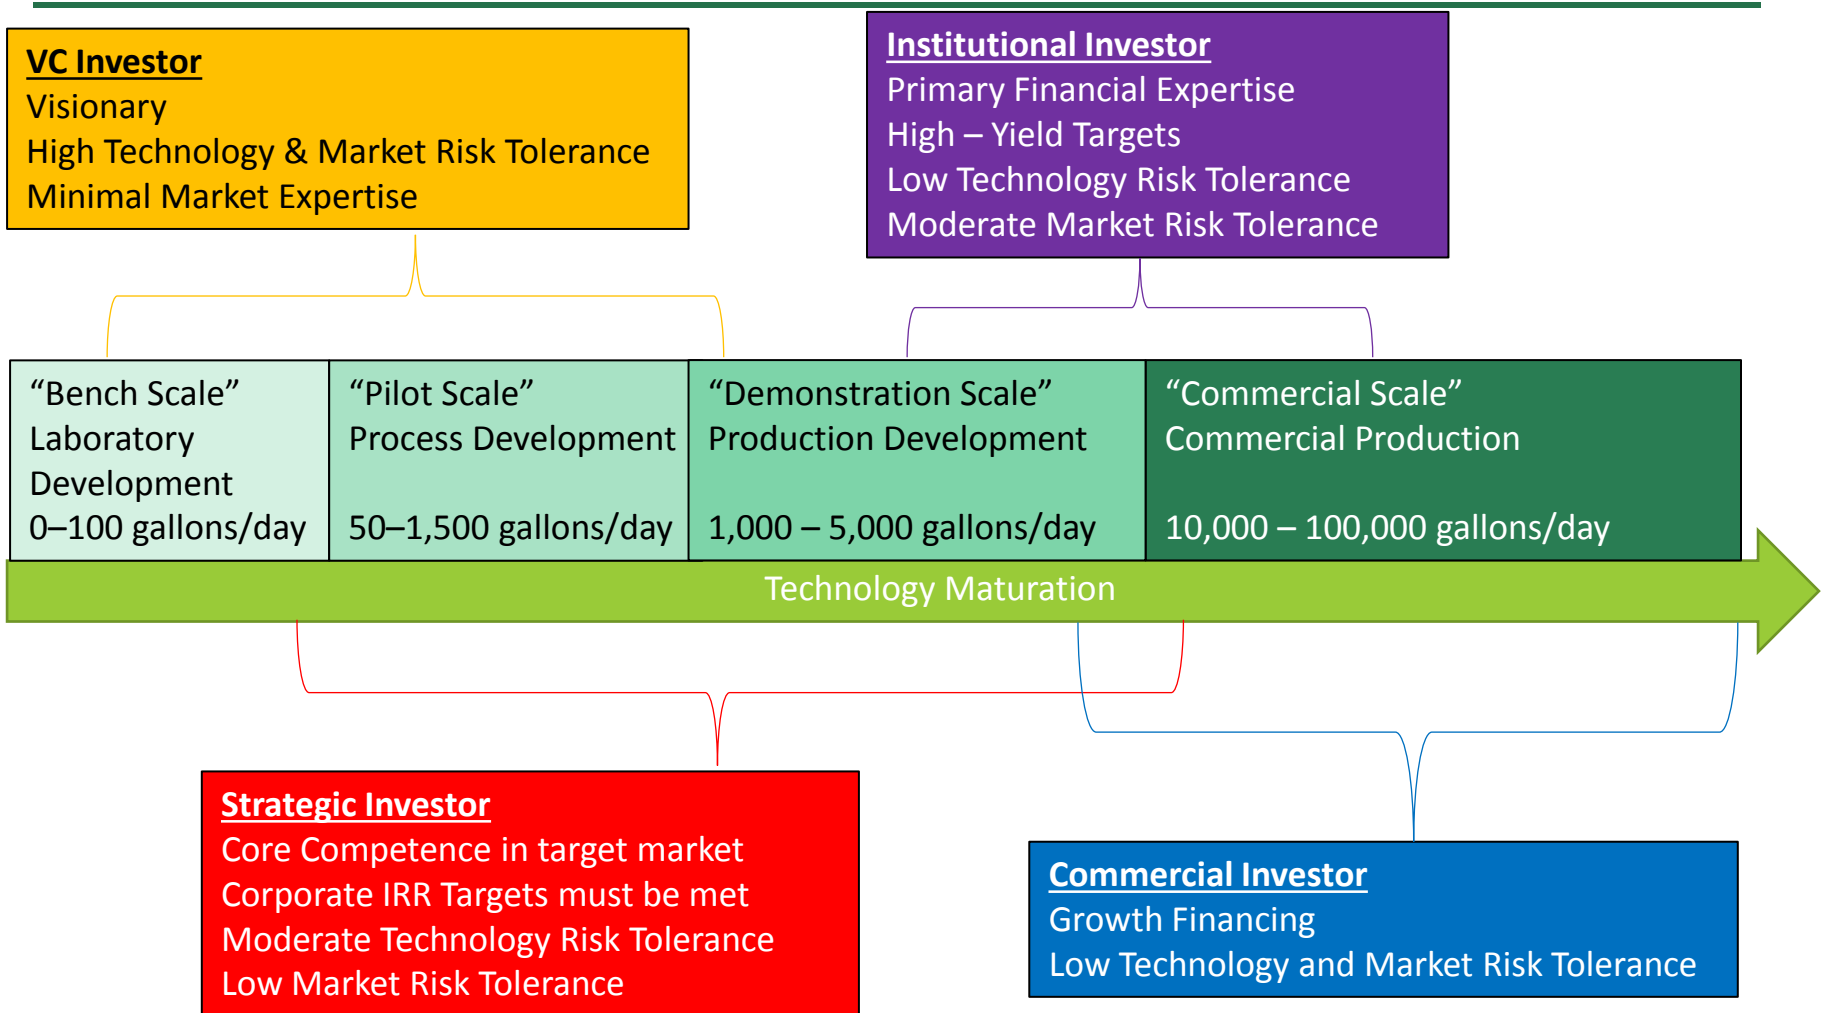 VC Investor
Visionary
High Technology & Market Risk Tolerance
Minimal Market Expertise
Institutional Investor
Primary Financial Expertise
High – Yield Targets
Low Technology Risk Tolerance
Moderate Market Risk Tolerance
“Bench Scale”
Laboratory
Development
0–100 gallons/day
“Pilot Scale”
Process Development
50–1,500 gallons/day
“Demonstration Scale”
Production Development
1,000 – 5,000 gallons/day
“Commercial Scale”
Commercial Production
10,000 – 100,000 gallons/day
Technology Maturation
Strategic Investor
Core Competence in target market
Corporate IRR Targets must be met
Moderate Technology Risk Tolerance
Low Market Risk Tolerance
Commercial Investor
Growth Financing
Low Technology and Market Risk Tolerance